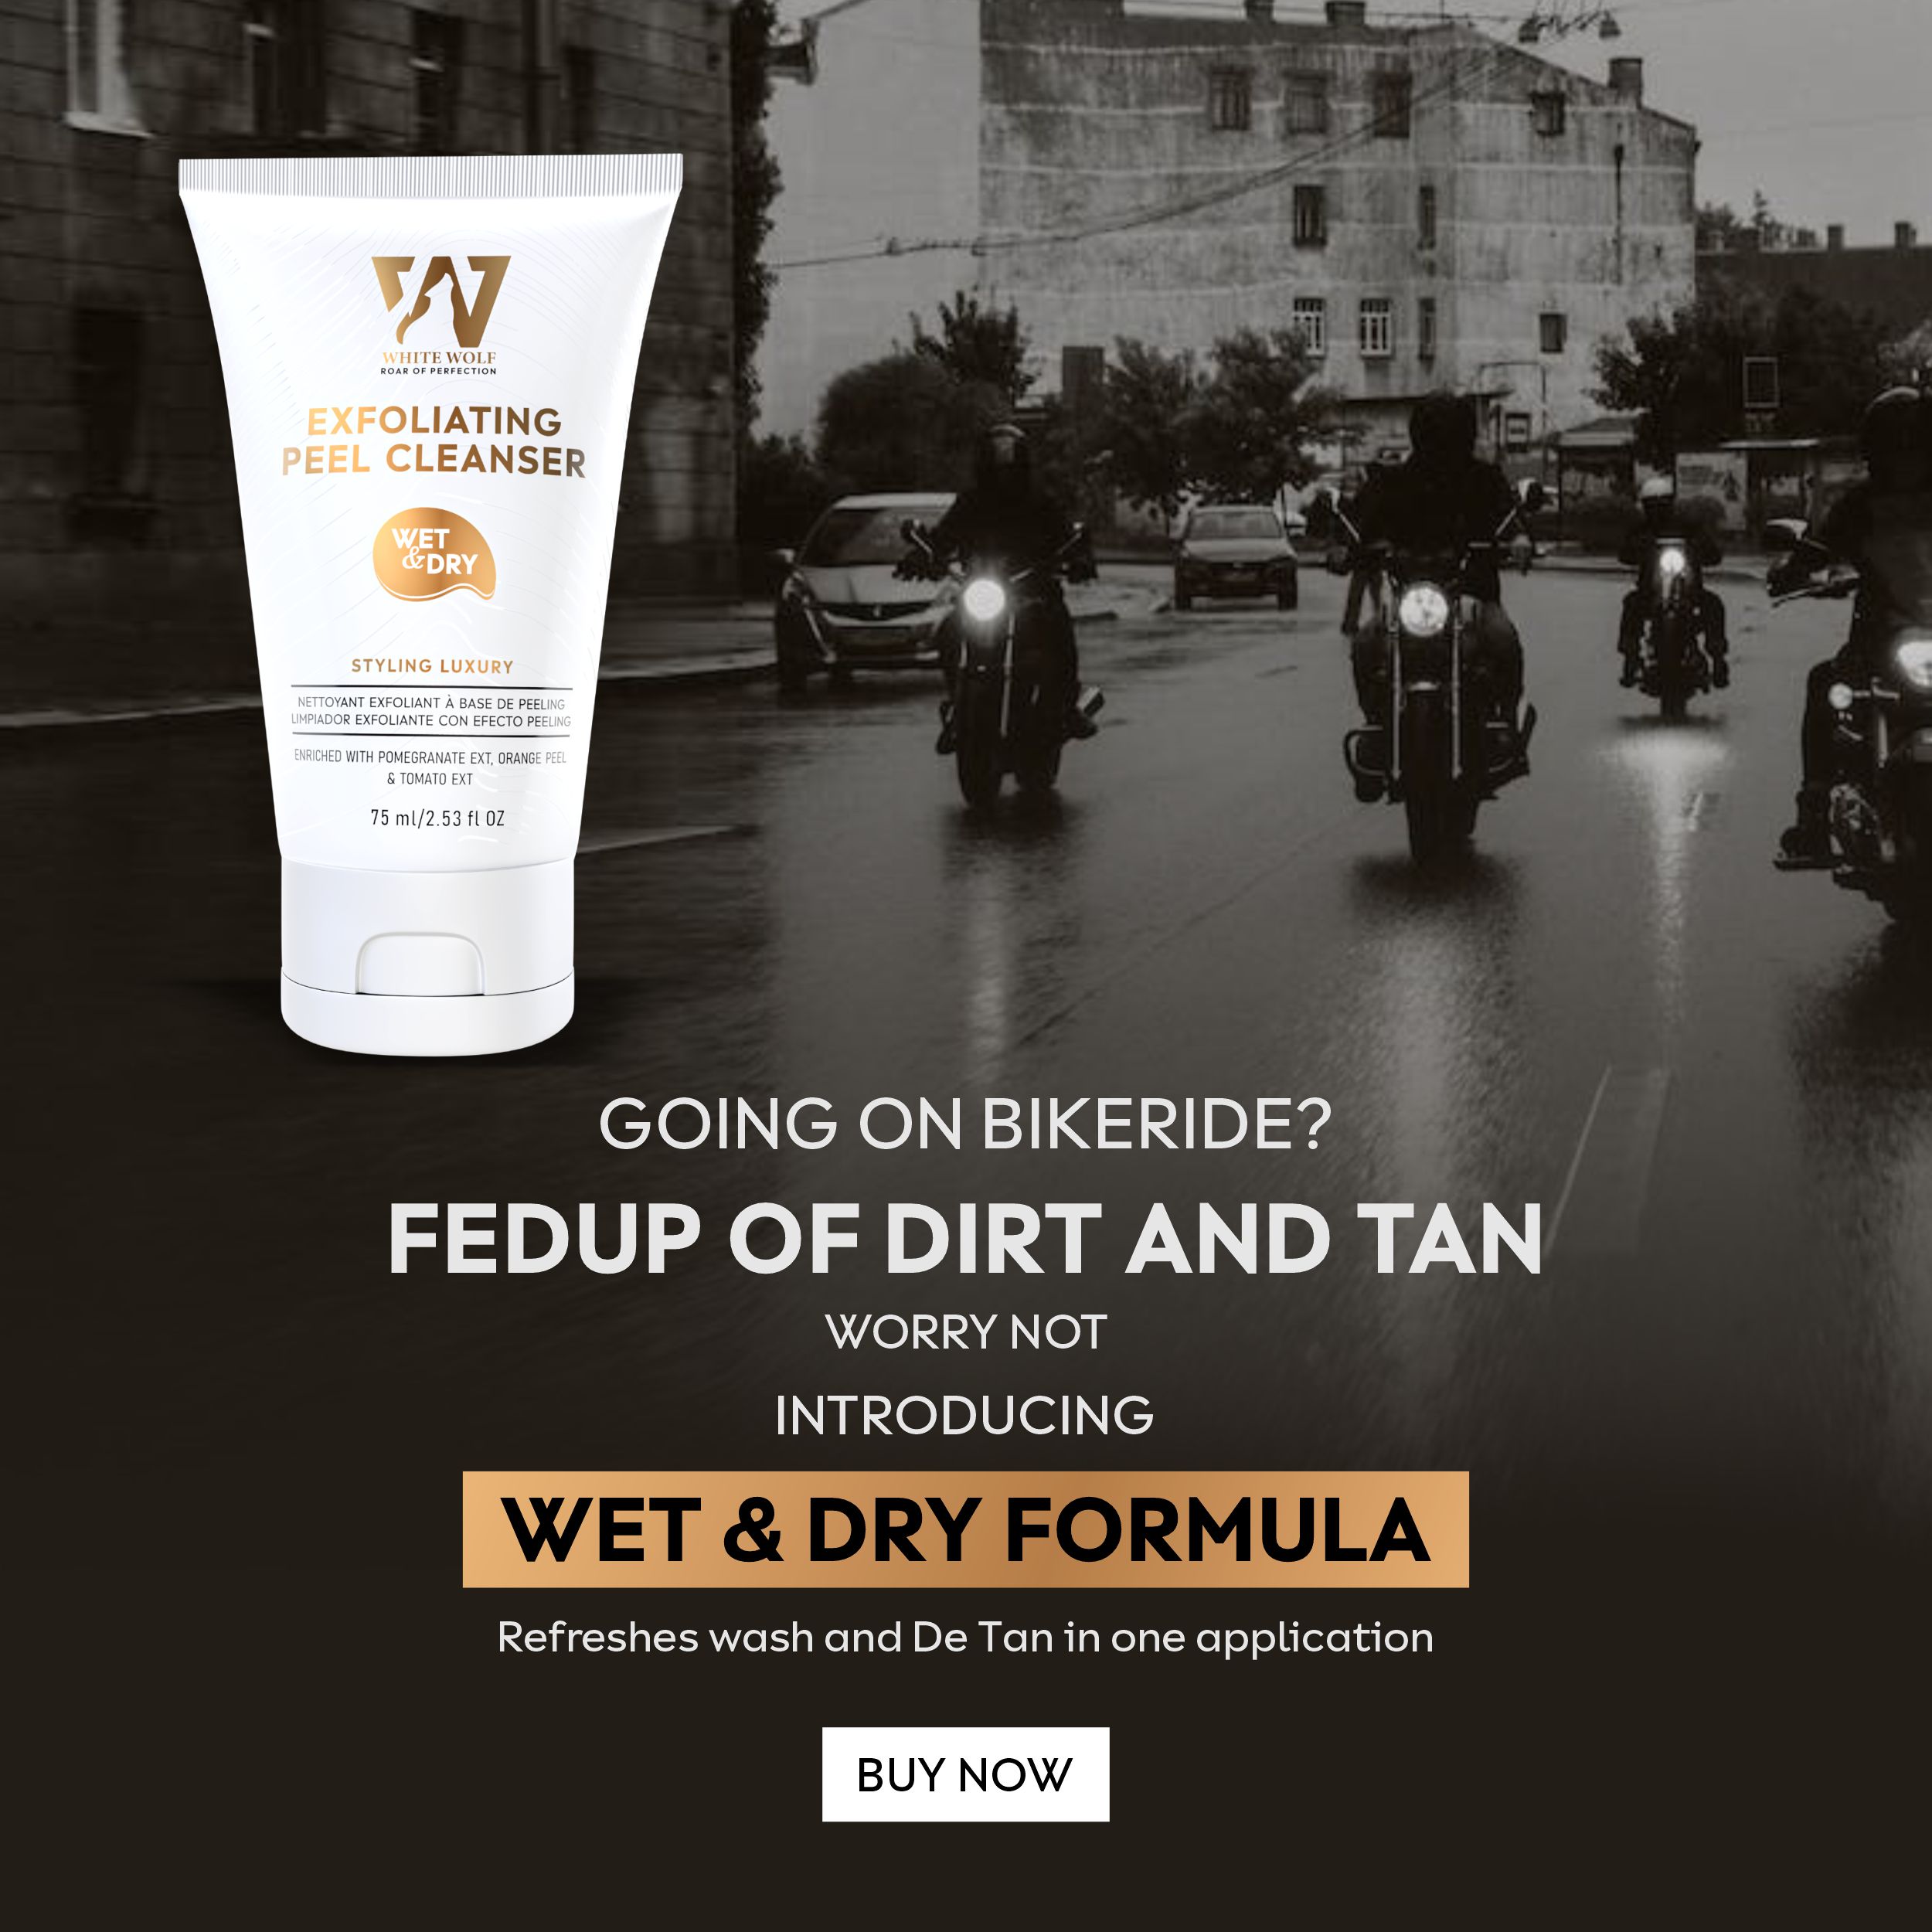 WHITE WOLF
ROAR OF PERFECTION
EXFOLIATING
PEEL CLEANSER
WET
& DRY
STYLING LUXURY
NETTOYANT EXFOLIANT À BASE DE PEELING
LIMPIADOR EXFOLIANTE CON EFECTO PEELING
ENRICHED WITH POMEGRANATE EXT, ORANGE PEEL
& TOMATO EXT
75 ml/2.53 fl OZ
GOING ON BIKERIDE?
FEDUP OF DIRT AND TAN
WORRY NOT
INTRODUCING
WET & DRY FORMULA
Refreshes wash and De Tan in one application
BUY NOW